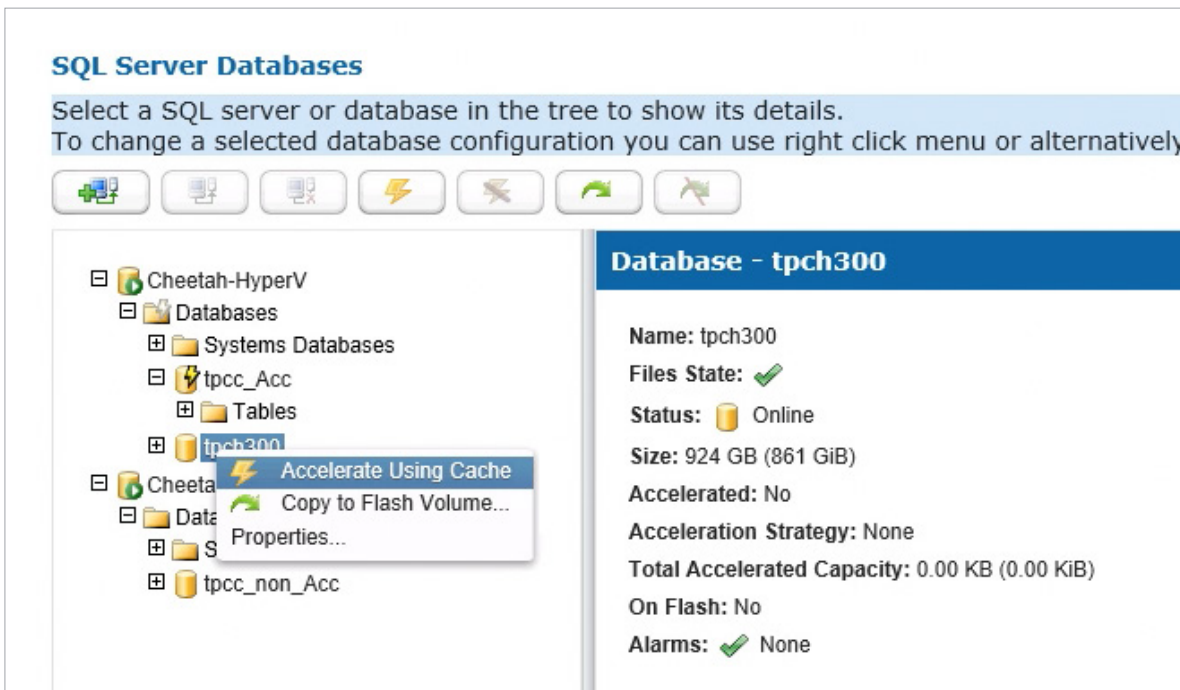 SQL Server Databases
Select a SQL server or database in the tree to show its details.
To change a selected database configuration you can use right click menu or alternatively
Cheetah-HyperV
Databases
Systems Databases
tpcc_Acc
Tables
tpch300
Accelerate Using Cache
Cheeta
Copy to Flash Volume...
Data
Properties...
S
tpcc_non_Acc
Database - tpch300
Name: tpch300
Files State:
Status: Online
Size: 924 GB (861 GiB)
Accelerated: No
Acceleration Strategy: None
Total Accelerated Capacity: 0.00 KB (0.00 KiB)
On Flash: No
Alarms: None